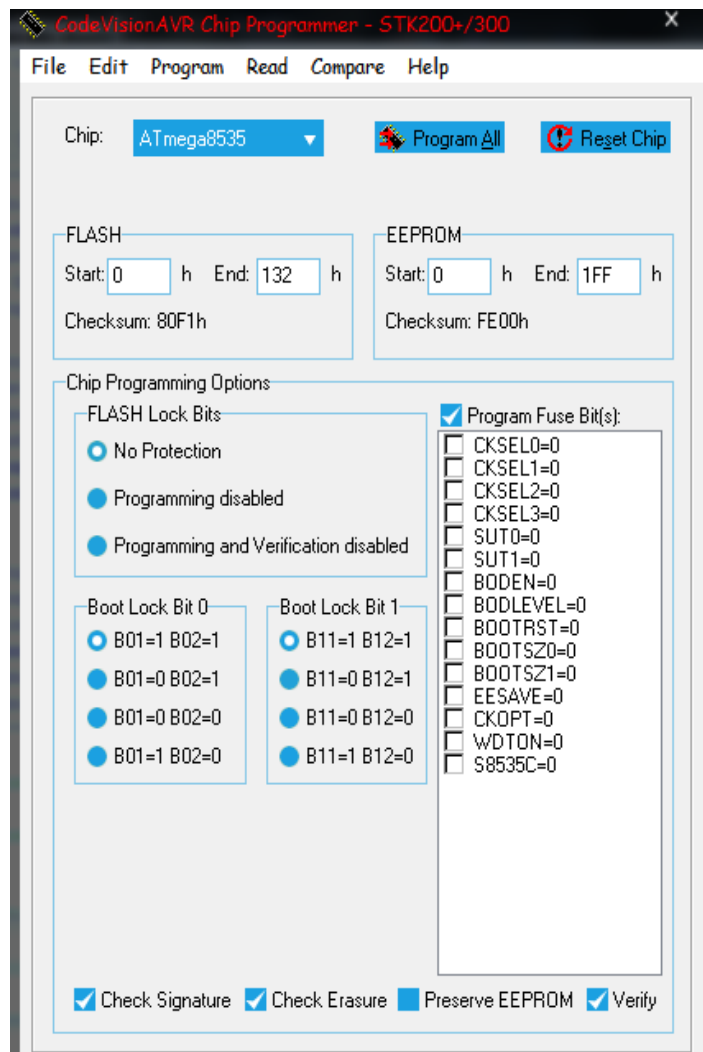 CodeVisionAVR Chip Programmer - STK200+/300 X
File Edit Program Read Compare Help
Chip: ATmega8535 Program All Reset Chip
FLASH
Start: 0 h End: 132 h
Checksum: 80F1h
EEPROM
Start: 0 h End: 1FF h
Checksum: FE00h
Chip Programming Options
FLASH Lock Bits
No Protection
Programming disabled
Programming and Verification disabled
Boot Lock Bit 0
B01=1 B02=1
B01=0 B02=1
B01=0 B02=0
B01=1 B02=0
Boot Lock Bit 1
B11=1 B12=1
B11=0 B12=1
B11=0 B12=0
B11=1 B12=0
Program Fuse Bit(s):
CKSEL0=0
CKSEL1=0
CKSEL2=0
CKSEL3=0
SUT0=0
SUT1=0
BODEN=0
BODLEVEL=0
BOOTRST=0
BOOTSZ0=0
BOOTSZ1=0
EESAVE=0
CKOPT=0
WDTON=0
S8535C=0
Check Signature Check Erasure Preserve EEPROM Verify